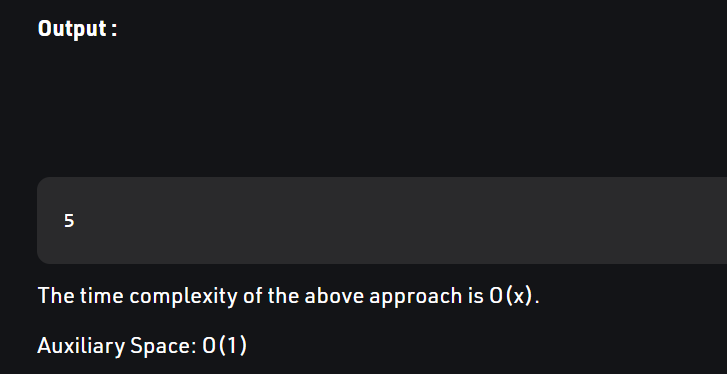 Output :
5
The time complexity of the above approach is O(x).
Auxiliary Space: O(1)